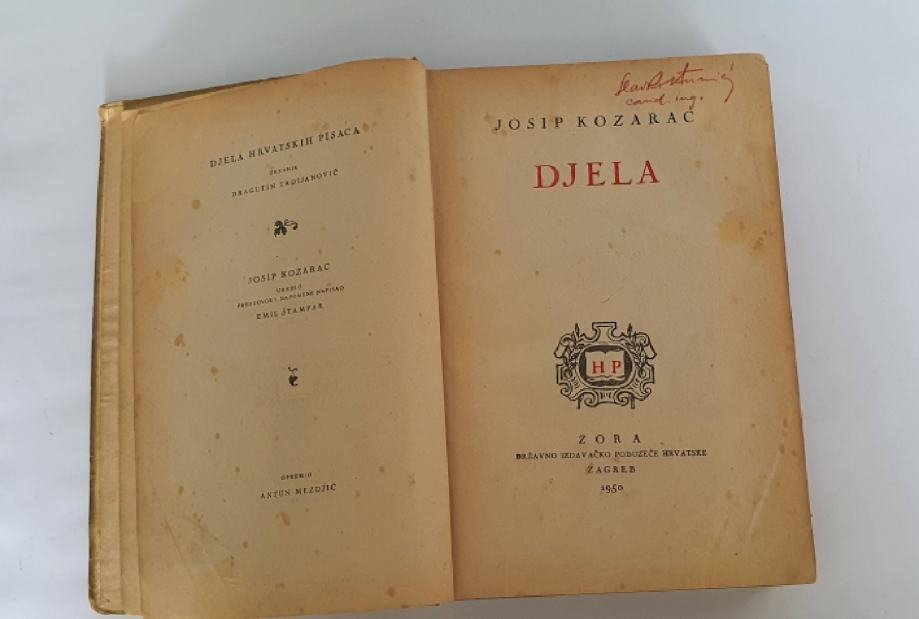 DJELA HRVATSKIH PISACA
UREDNIK
DRAGUTIN TADIJANOVIĆ
JOSIP KOZARAC
UREDIO
PREDGOVOR I NAPOMENE NAPISAO
EMIL ŠTAMPAR
OPREMIO
ANTUN MEZDJIĆ
cand. ing.
JOSIP KOZARAC
DJELA
H P
ZORA
DRŽAVNO IZDAVAČKO PODUZEĆE HRVATSKE
ZAGREB
1950